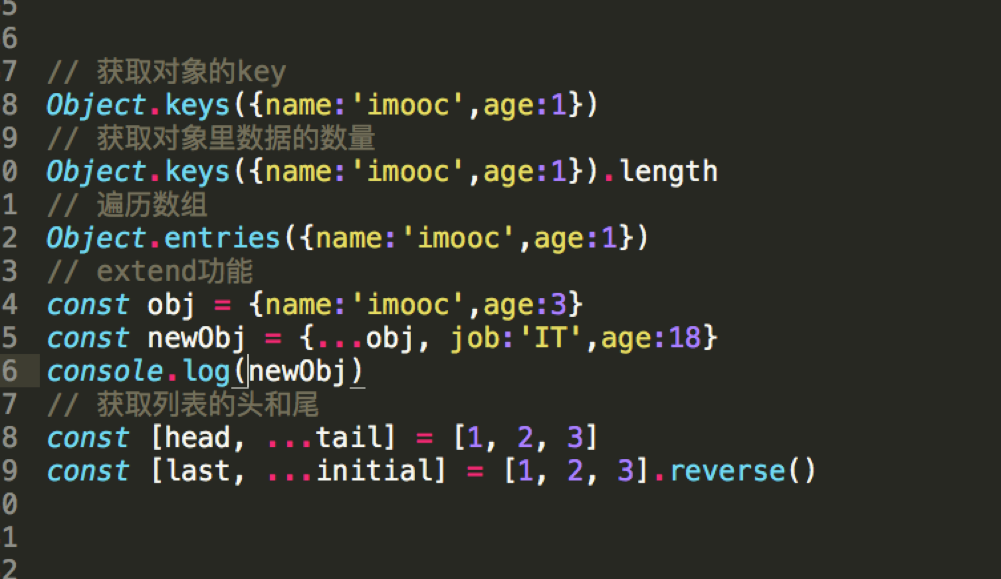 5
6
7 // 获取对象的key
8 Object.keys({name:'imooc',age:1})
9 // 获取对象里数据的数量
0 Object.keys({name:'imooc',age:1}).length
1 // 遍历数组
2 Object.entries({name:'imooc',age:1})
3 // extend功能
4 const obj = {name:'imooc',age:3}
5 const newObj = {...obj, job:'IT',age:18}
6 console.log(newObj)
7 // 获取列表的头和尾
8 const [head, ...tail] = [1, 2, 3]
9 const [last, ...initial] = [1, 2, 3].reverse()
0
1
2